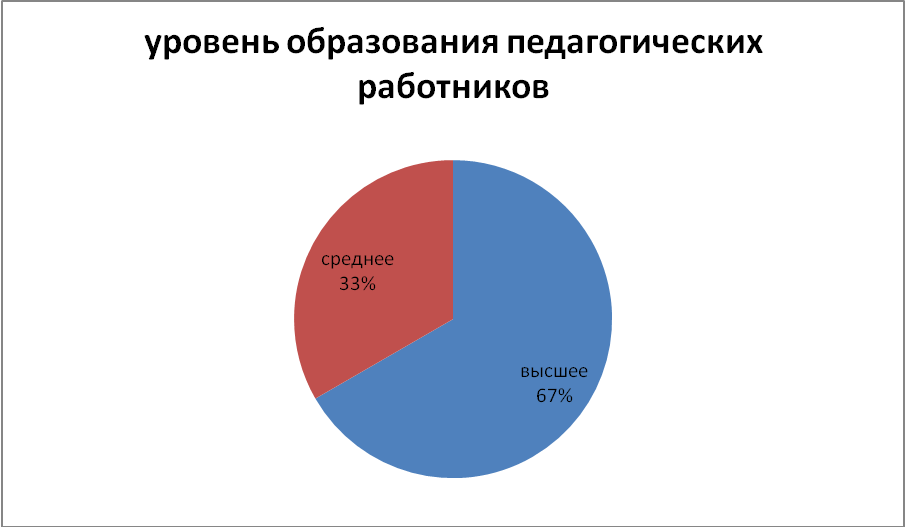 уровень образования педагогических
работников
среднее
33%
высшее
67%